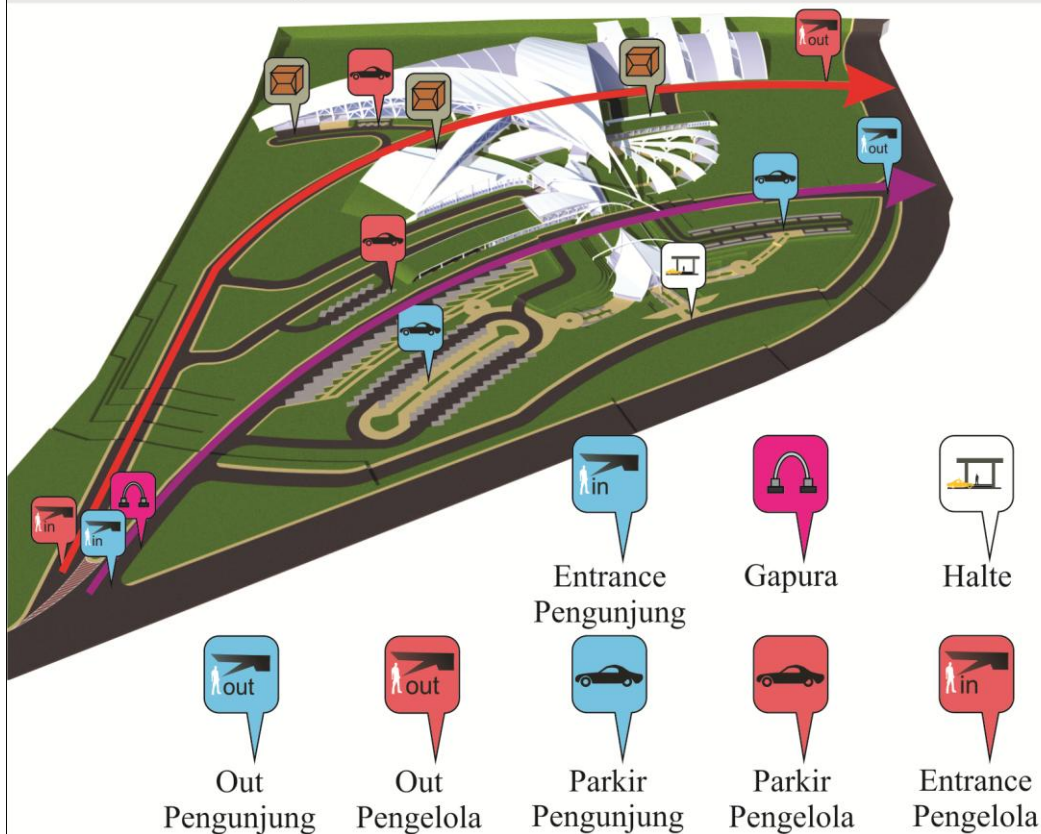 out
out
in
in
in
Entrance
Pengunjung
Gapura
Halte
out
out
in
Out
Pengunjung
Out
Pengelola
Parkir
Pengunjung
Parkir
Pengelola
Entrance
Pengelola